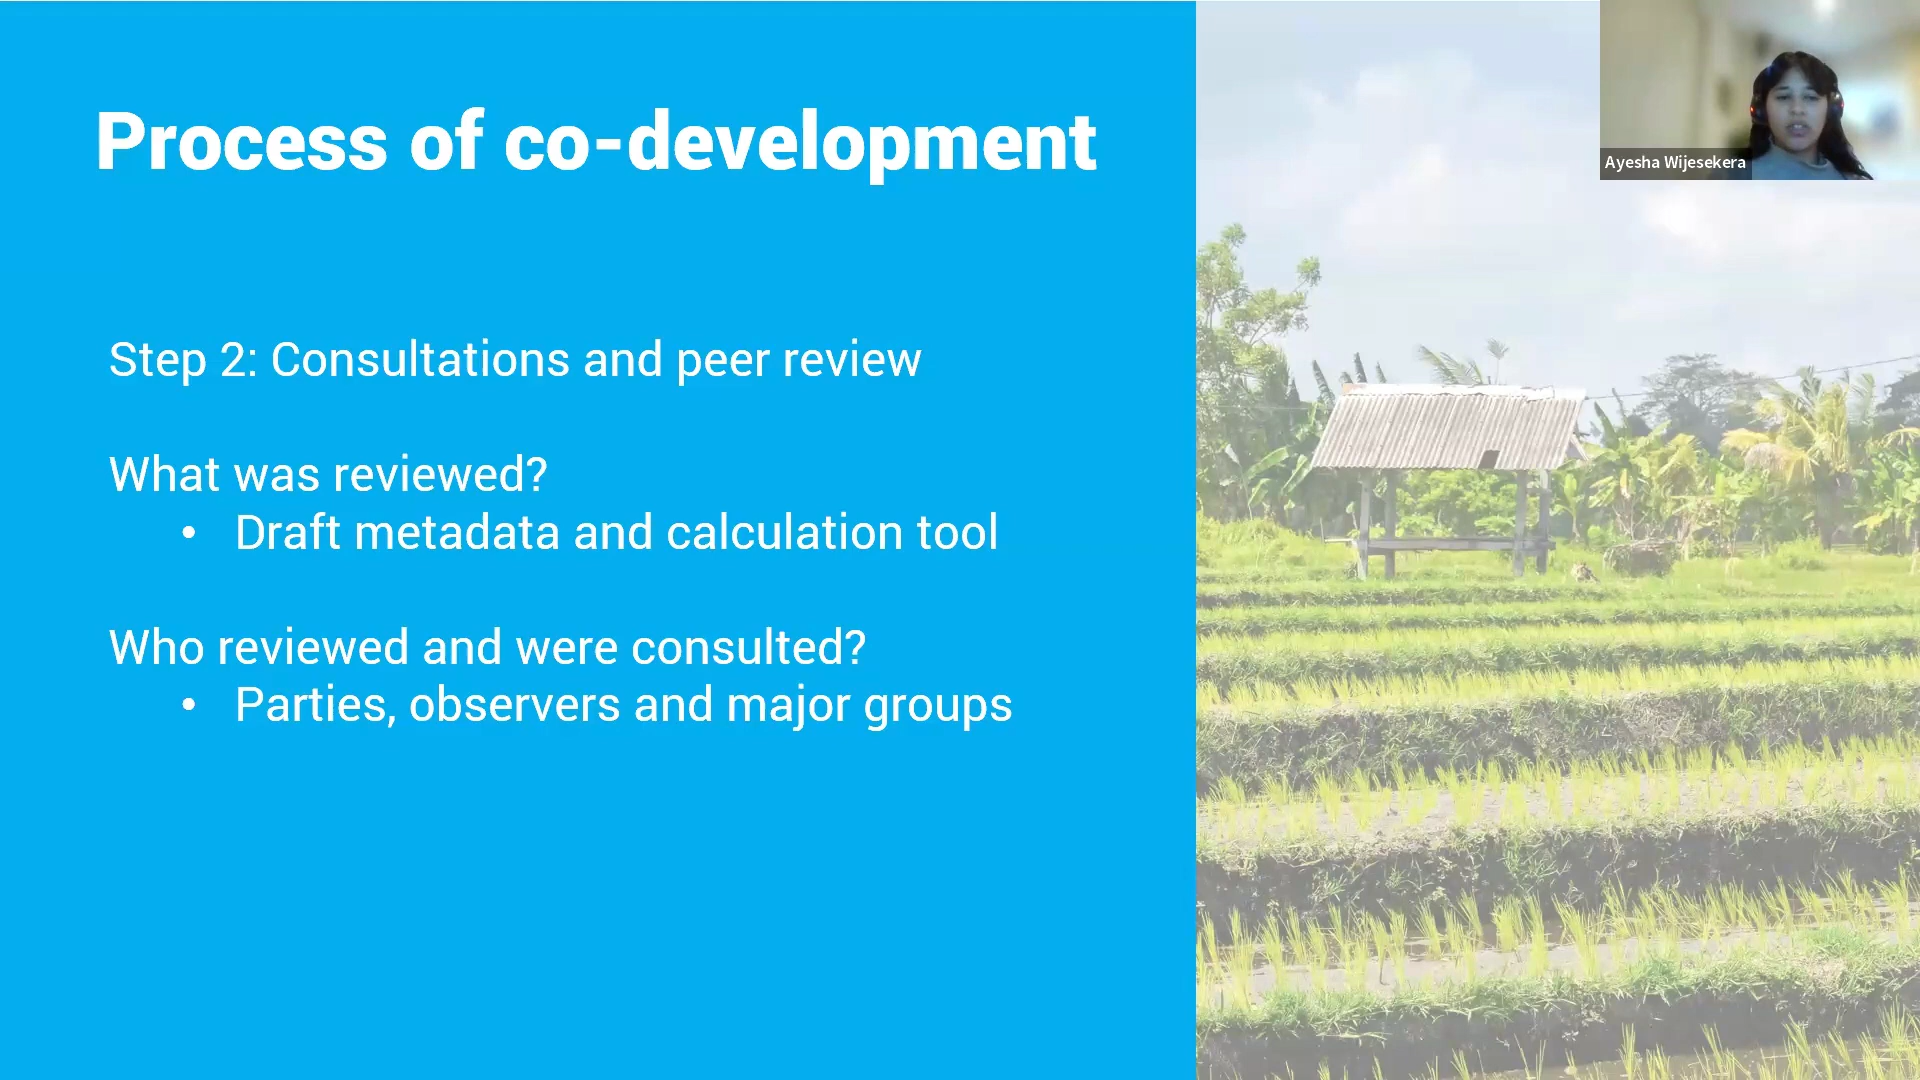 Process of co-development
Step 2: Consultations and peer review
What was reviewed?
• Draft metadata and calculation tool
Who reviewed and were consulted?
• Parties, observers and major groups
Ayesha Wijesekera